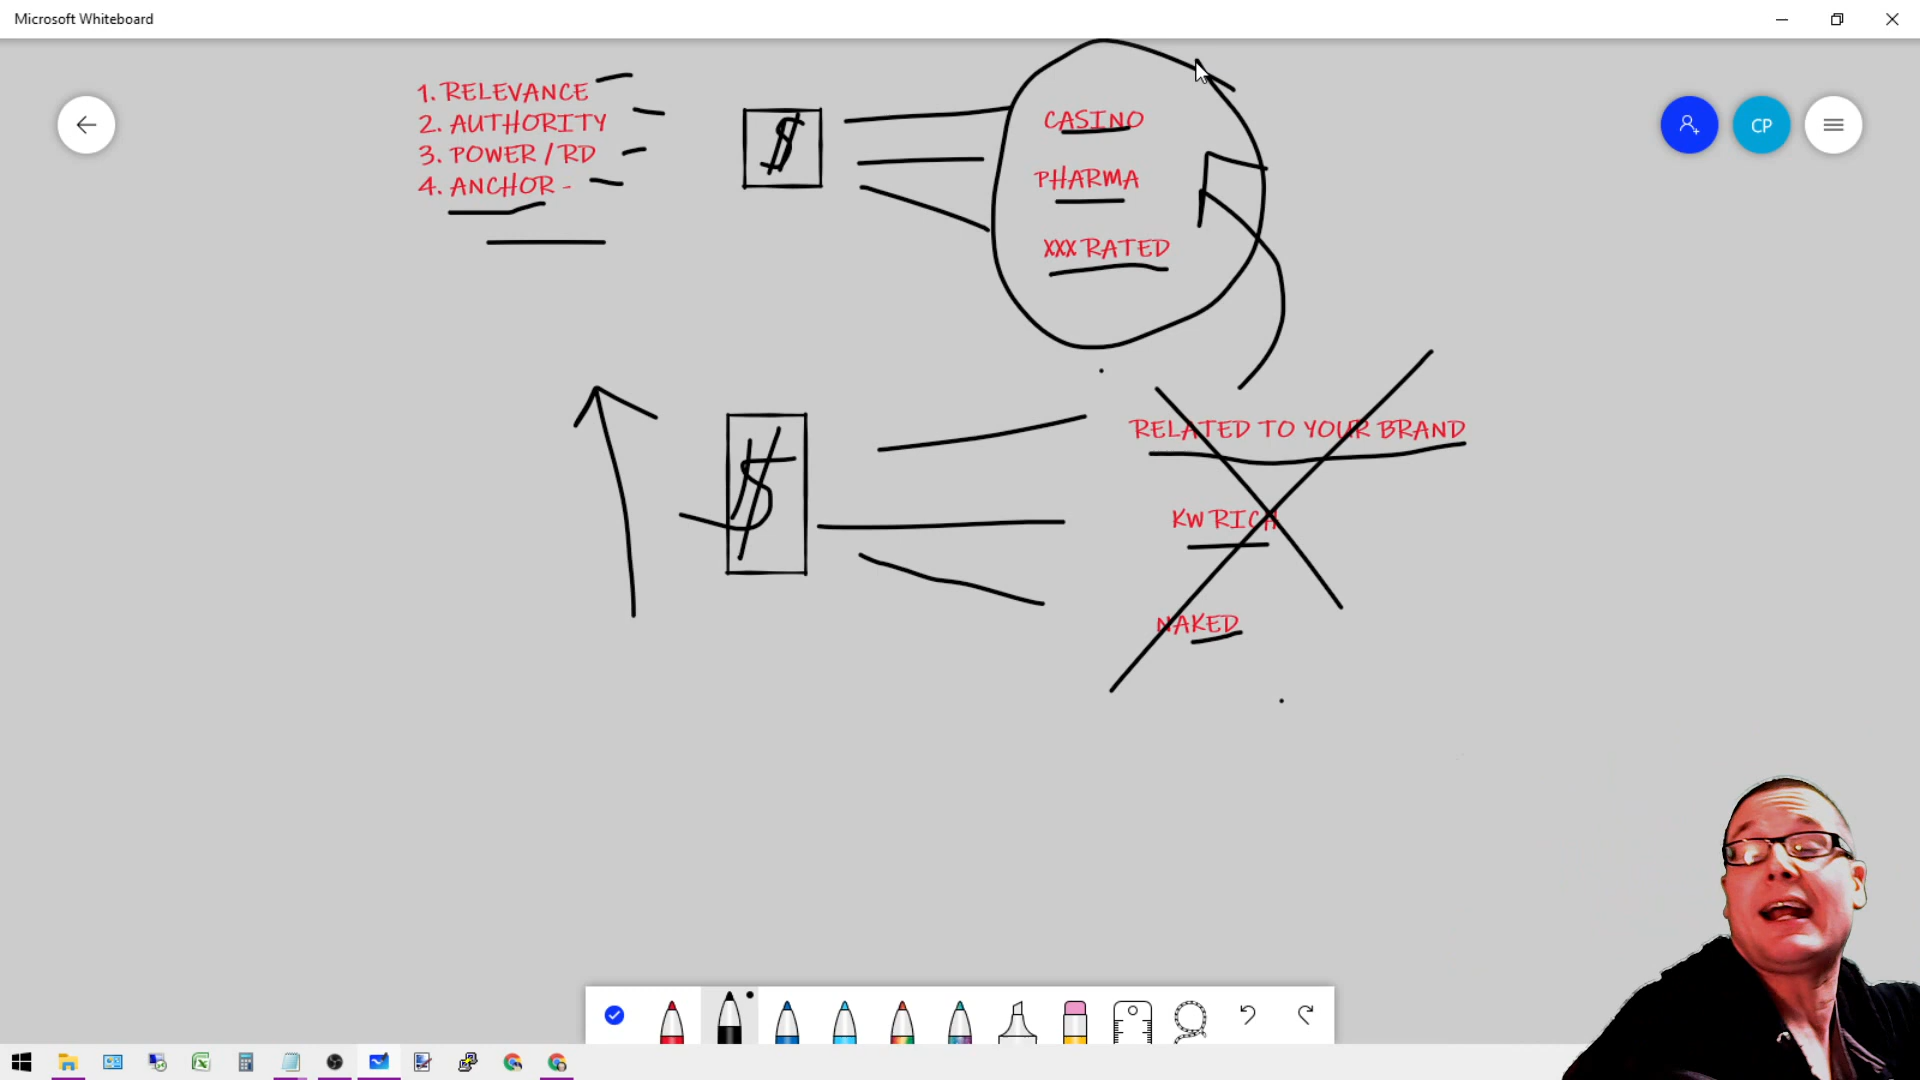 Microsoft Whiteboard
1. RELEVANCE
2. AUTHORITY
3. POWER / RD
4. ANCHOR -
$
CASINO
PHARMA
XXX RATED
CP
$
RELATED TO YOUR BRAND
KW RICH
NAKED